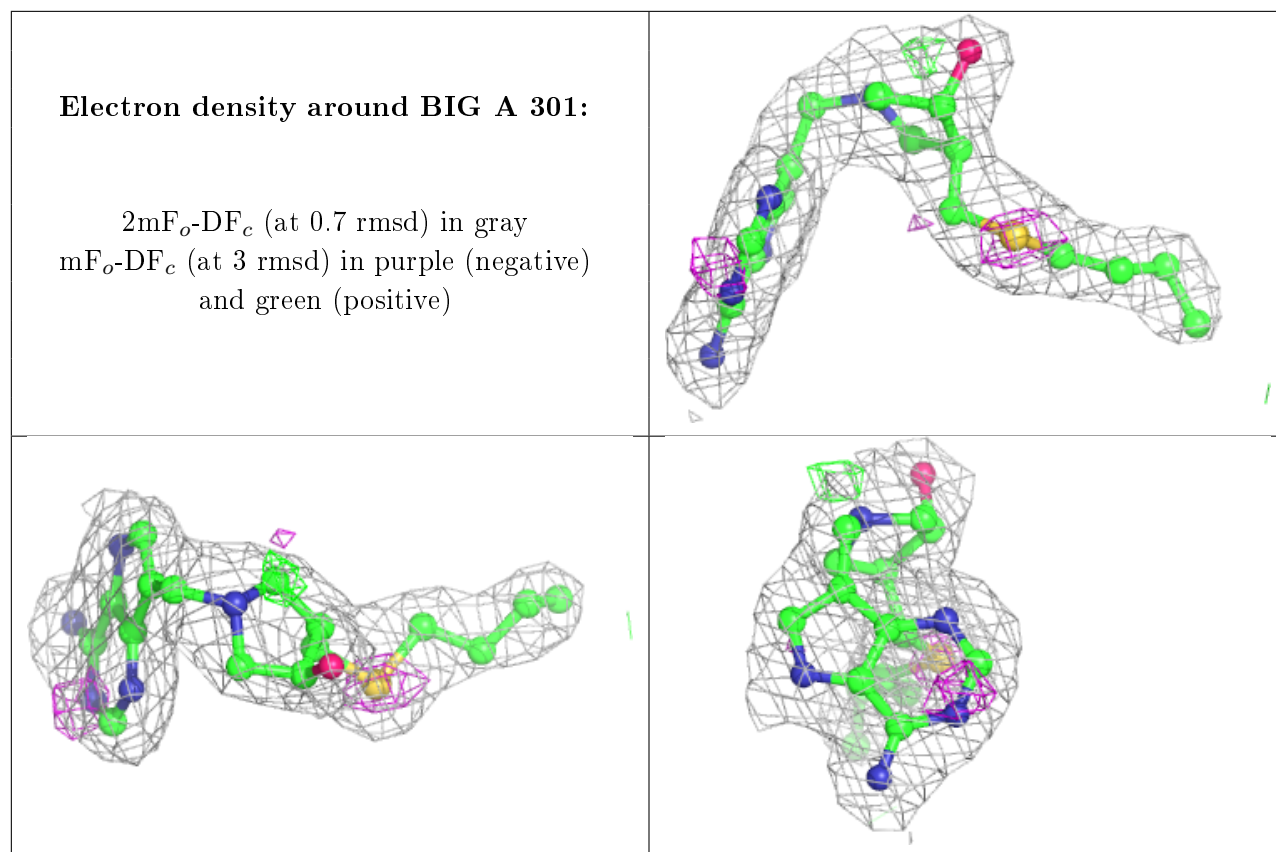 Electron density around BIG A 301:
2mFo-DFc (at 0.7 rmsd) in gray
mFo-DFc (at 3 rmsd) in purple (negative)
and green (positive)